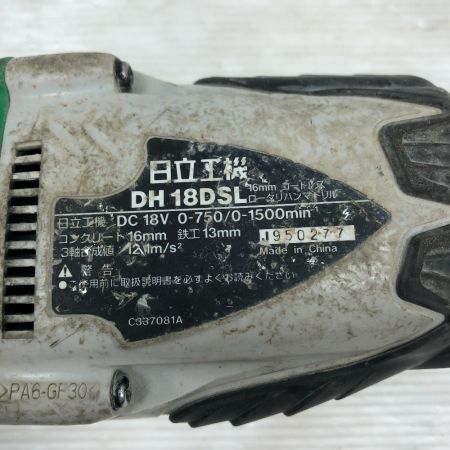 日立工機
DH 18DSL 16mm コードレス
ロータリハンマドリル
日立工機 DC 18V 0-750/0-1500min
コンクリート16mm 鉄工13mm J950277
3軸合成値 12.1m/s² Made in China
⚠ 警告
●ご使用前に取扱説明書を必ずよくお読みください
C337081A
>PA6-GF30<